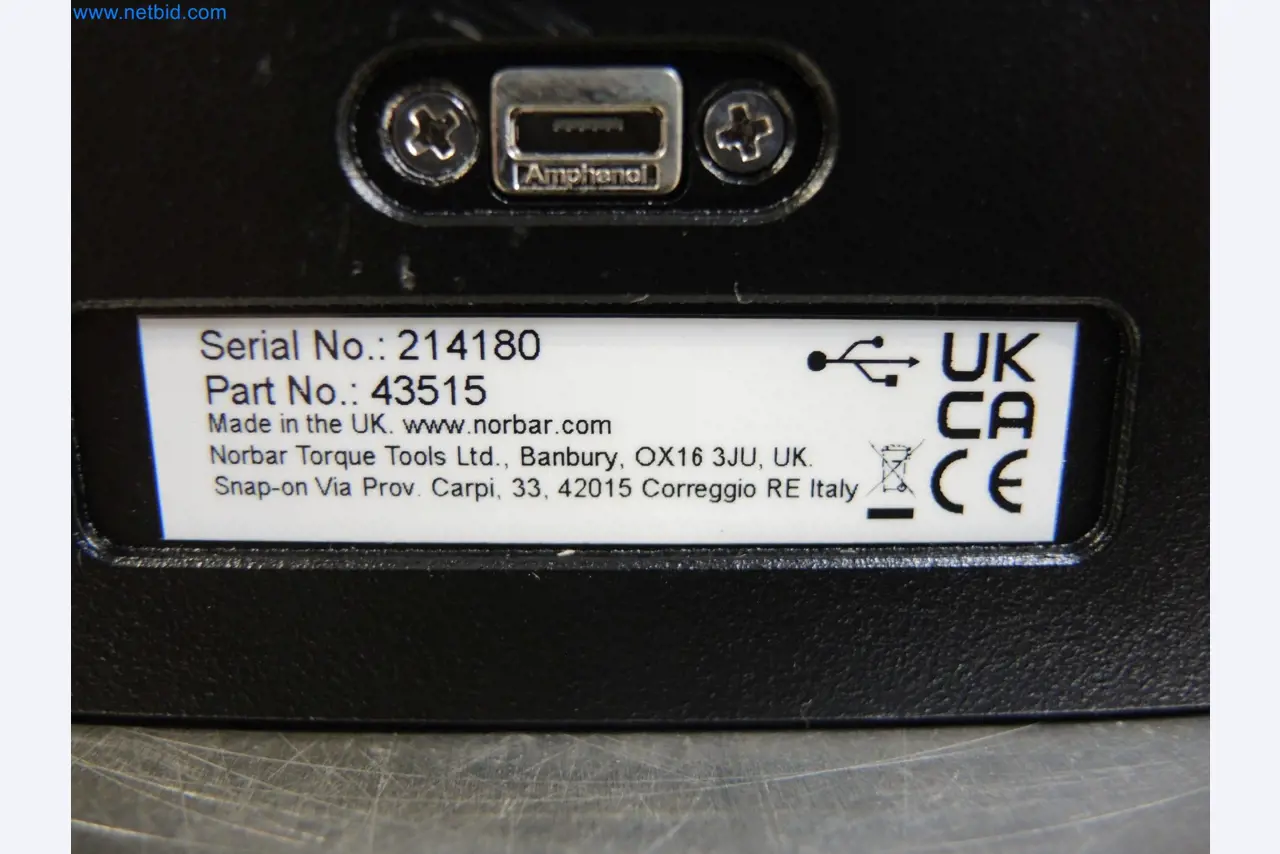 www.netbid.com
Amphenol
Serial No.: 214180
Part No.: 43515
Made in the UK. www.norbar.com
Norbar Torque Tools Ltd., Banbury, OX16 3JU, UK.
Snap-on Via Prov. Carpi, 33, 42015 Correggio RE Italy
UK
CA
CE